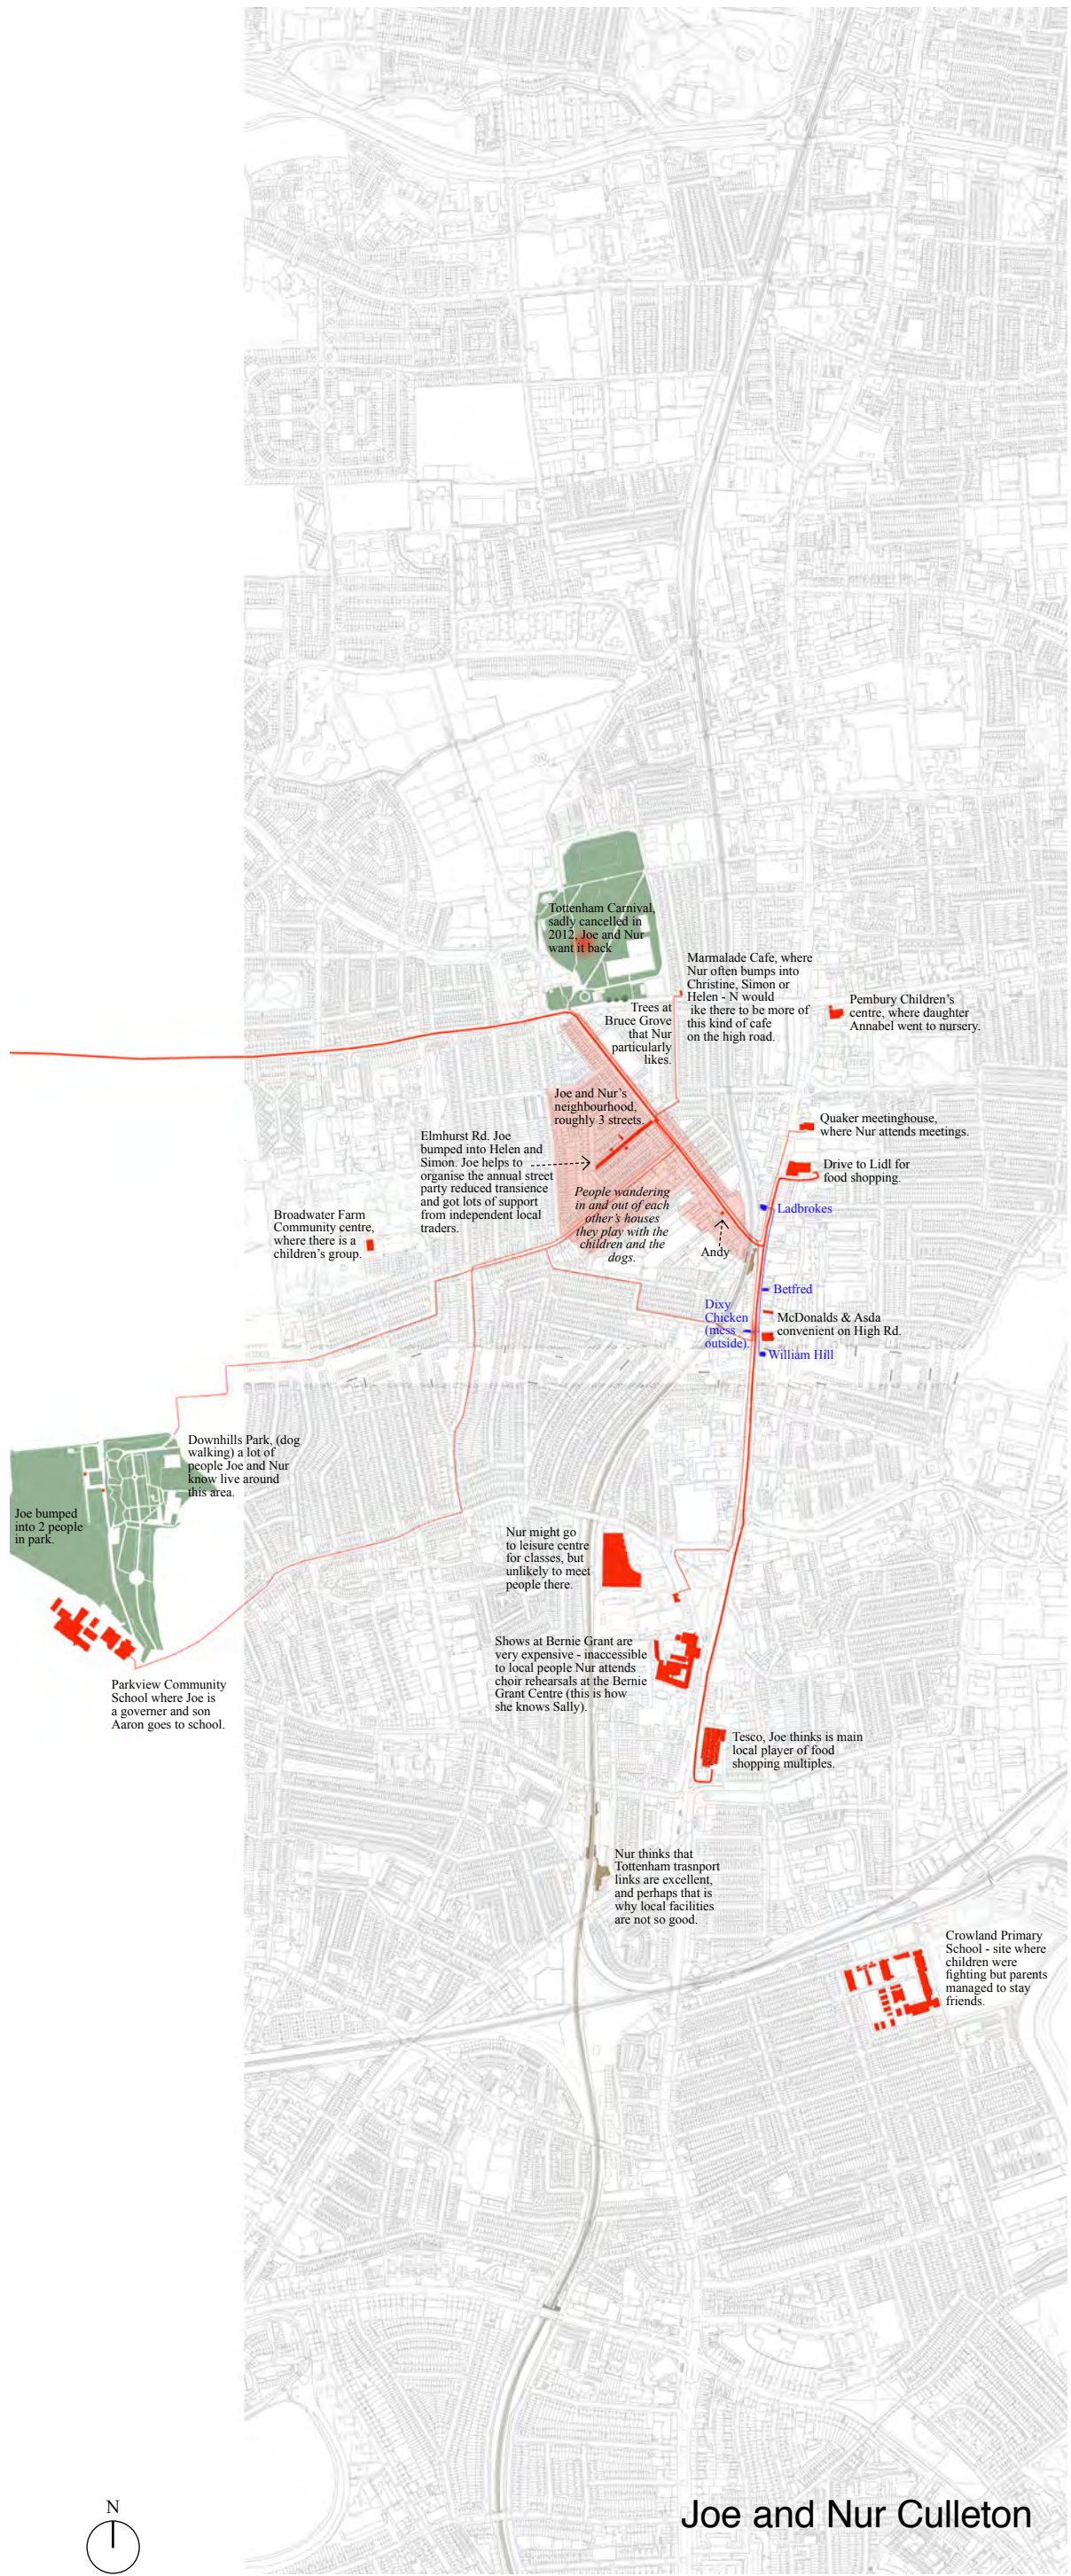 Tottenham Carnival,
sadly cancelled in
2012, Joe and Nur
want it back
Marmalade Cafe, where
Nur often bumps into
Christine, Simon or
Helen - N would
ike there to be more of
this kind of cafe
on the high road.
Pembury Children's
centre, where daughter
Annabel went to nursery.
Trees at
Bruce Grove
that Nur
particularly
likes.
Joe and Nur's
neighbourhood,
roughly 3 streets.
Quaker meetinghouse,
where Nur attends meetings.
Elmhurst Rd. Joe
bumped into Helen and
Simon. Joe helps to
organise the annual street
party reduced transience
and got lots of support
from independent local
traders.
Drive to Lidl for
food shopping.
People wandering
in and out of each
other's houses
they play with the
children and the
dogs.
Ladbrokes
Broadwater Farm
Community centre,
where there is a
children's group.
Andy
Betfred
Dixy
Chicken
(mess
outside).
McDonalds & Asda
convenient on High Rd.
William Hill
Downhills Park, (dog
walking) a lot of
people Joe and Nur
know live around
this area.
Joe bumped
into 2 people
in park.
Nur might go
to leisure centre
for classes, but
unlikely to meet
people there.
Shows at Bernie Grant are
very expensive - inaccessible
to local people Nur attends
choir rehearsals at the Bernie
Grant Centre (this is how
she knows Sally).
Parkview Community
School where Joe is
a governer and son
Aaron goes to school.
Tesco, Joe thinks is main
local player of food
shopping multiples.
Nur thinks that
Tottenham trasnport
links are excellent,
and perhaps that is
why local facilities
are not so good.
Crowland Primary
School - site where
children were
fighting but parents
managed to stay
friends.
N
Joe and Nur Culleton